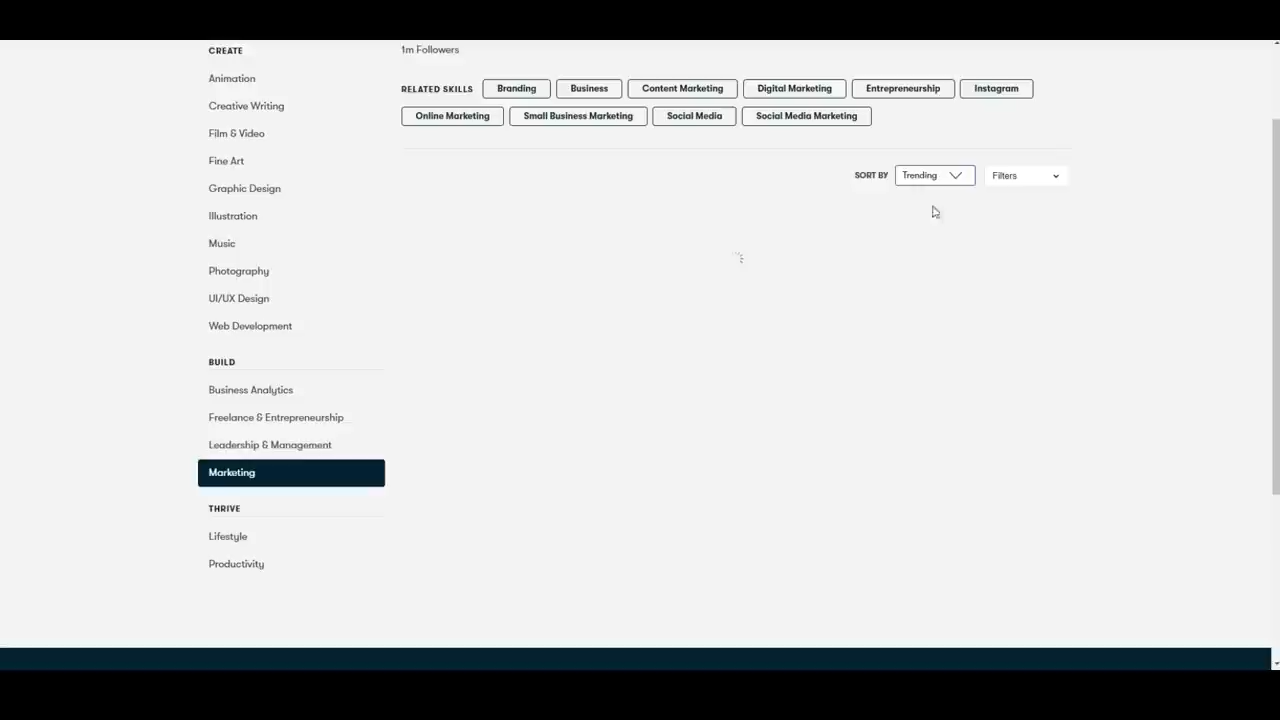 CREATE
Animation
Creative Writing
Film & Video
Fine Art
Graphic Design
Illustration
Music
Photography
UI/UX Design
Web Development
BUILD
Business Analytics
Freelance & Entrepreneurship
Leadership & Management
Marketing
THRIVE
Lifestyle
Productivity
1m Followers
RELATED SKILLS Branding Business Content Marketing Digital Marketing Entrepreneurship Instagram
Online Marketing Small Business Marketing Social Media Social Media Marketing
SORT BY Trending Filters